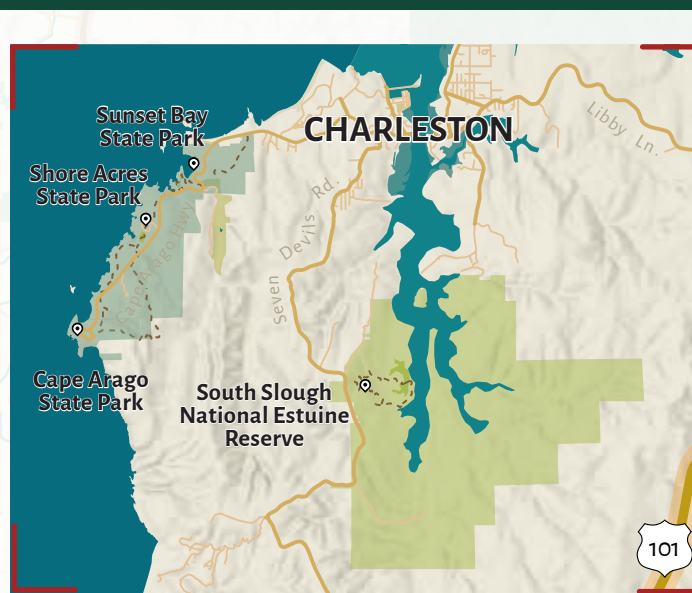 Sunset Bay
State Park
CHARLESTON
Libby Ln.
Shore Acres
State Park
Cape Arago Hwy
Seven Devils Rd.
Cape Arago
State Park
South Slough
National Estuine
Reserve
101